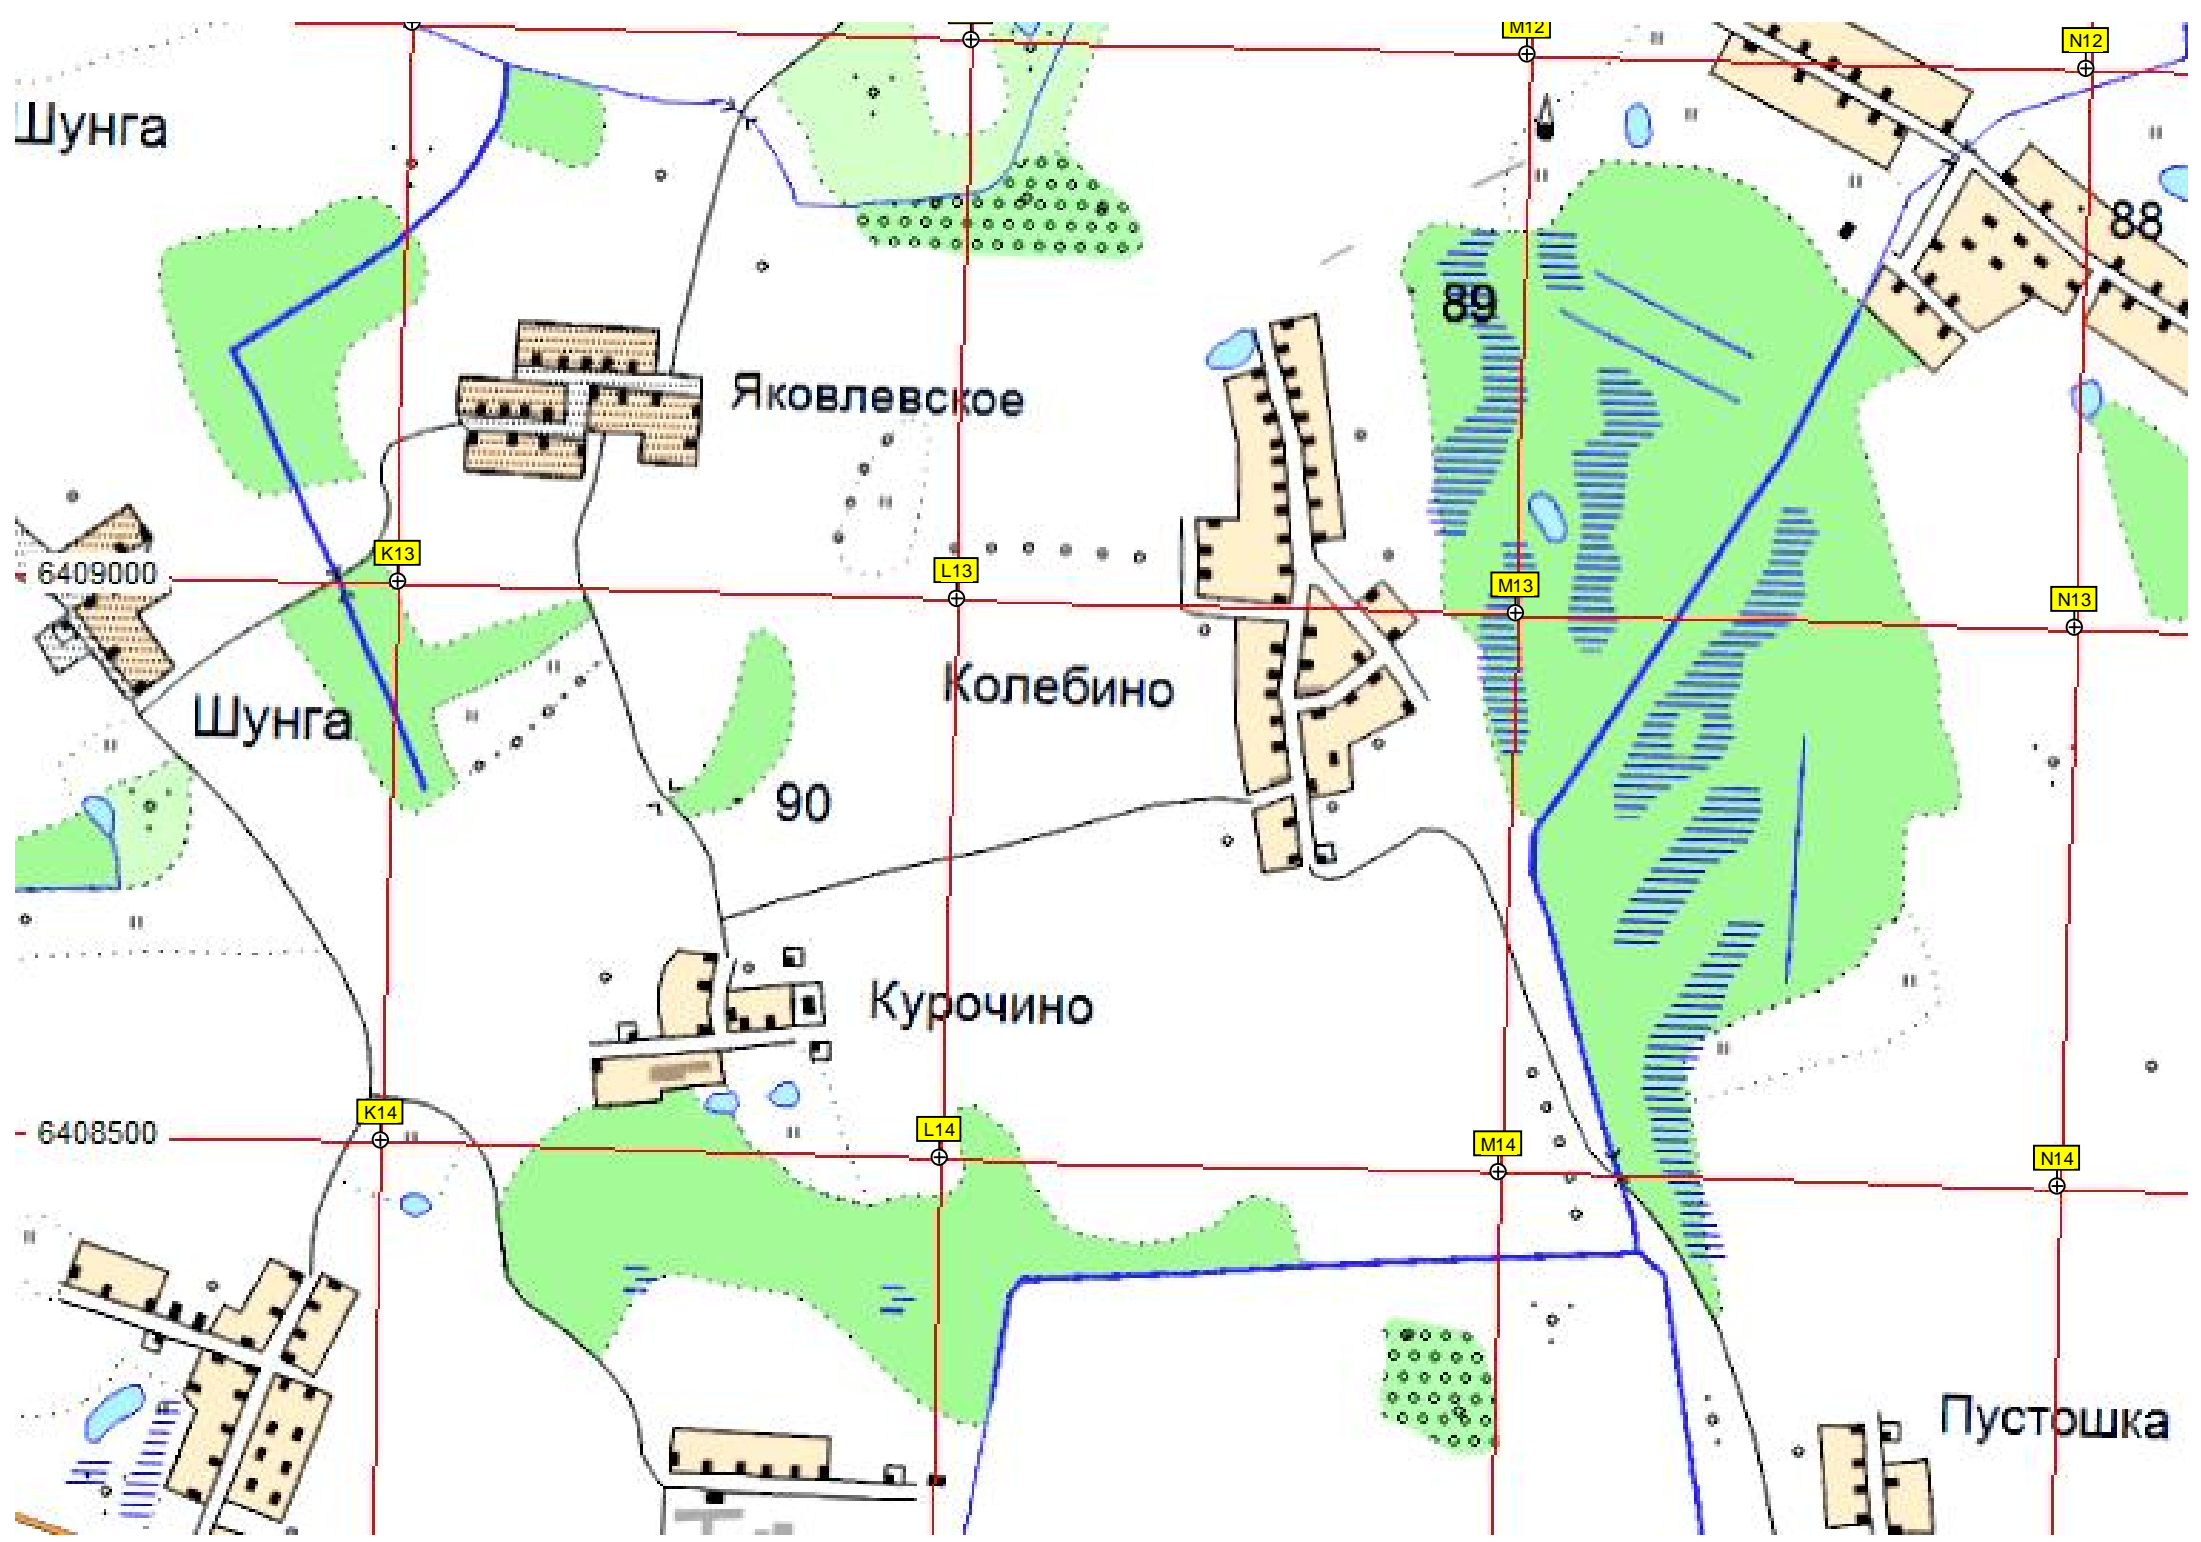 M12
N12
Шунга
88
89
Яковлевское
K13
6409000
L13
M13
N13
Колебино
Шунга
90
Курочино
K14
6408500
L14
M14
N14
Пустошка